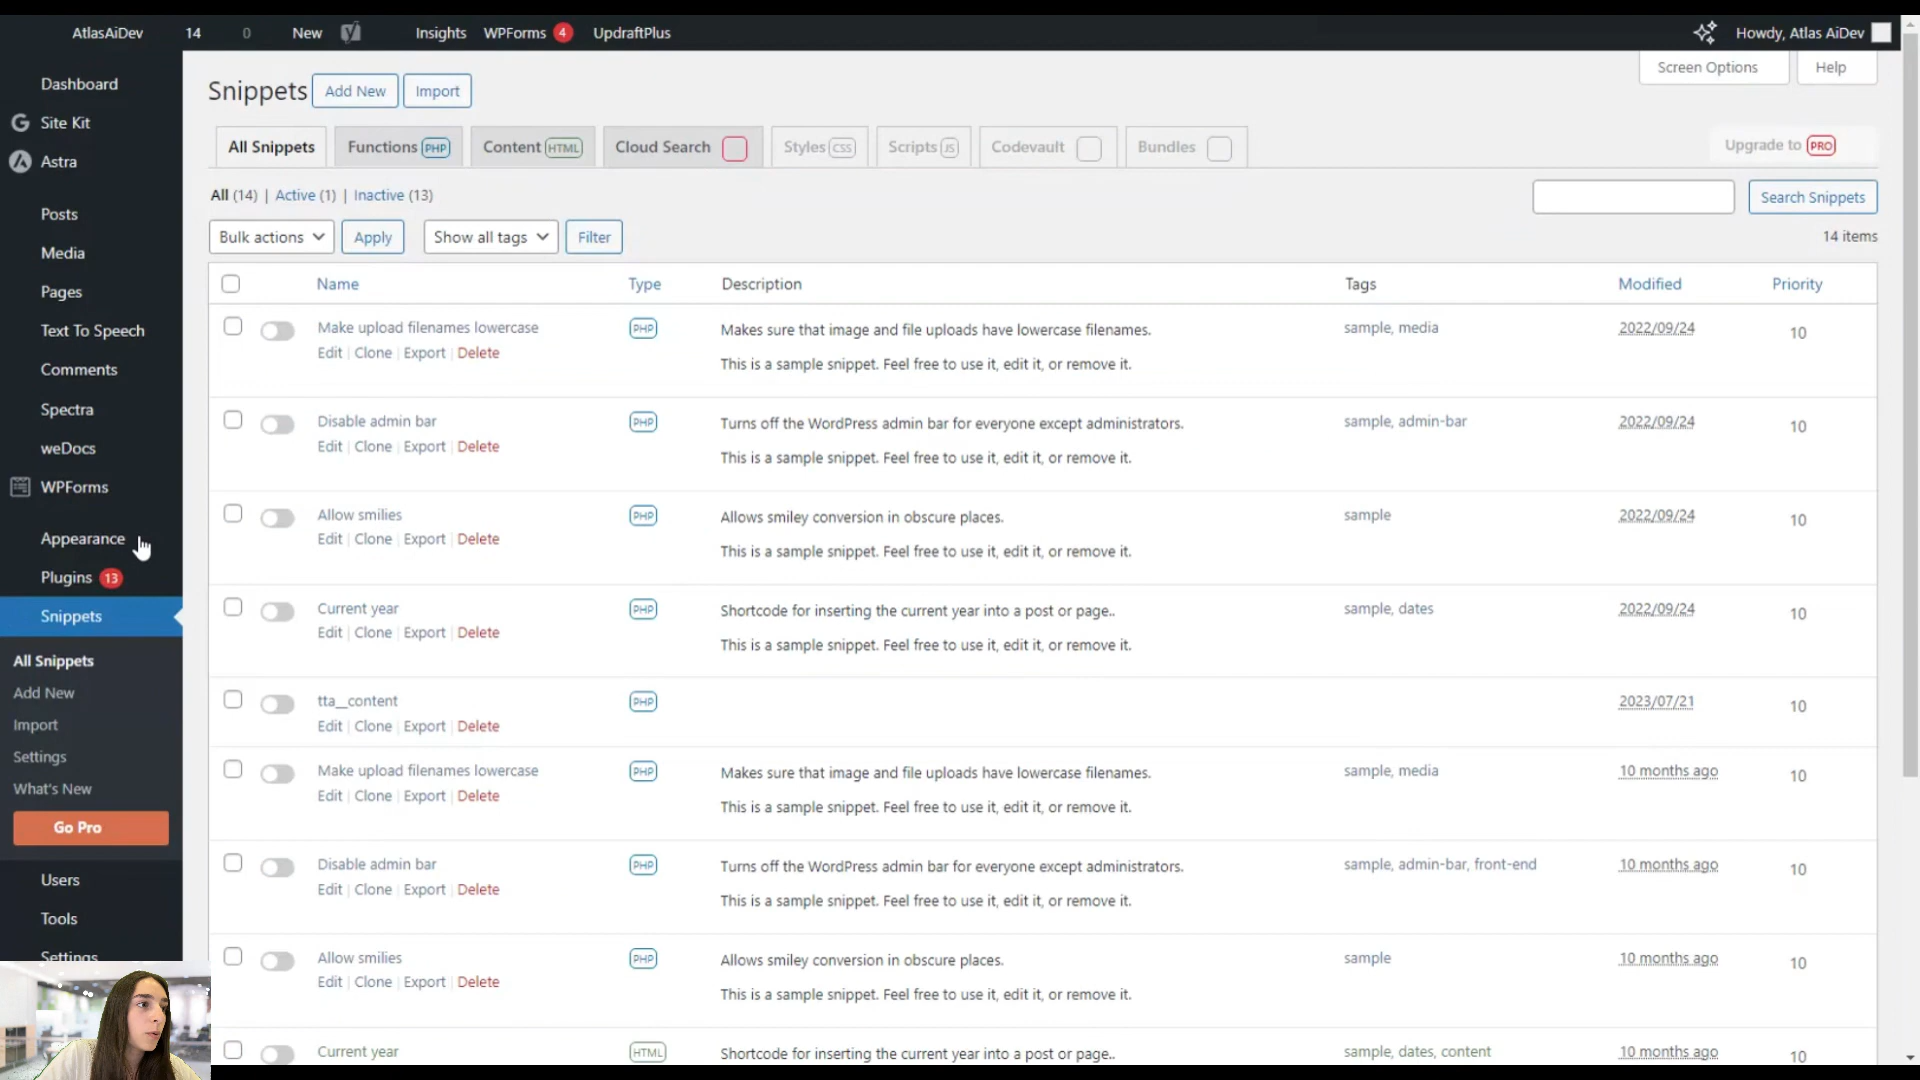 AtlasAiDev 14 0 New Insights WPForms 4 UpdraftPlus Howdy, Atlas AiDev
Screen Options Help
Dashboard
Site Kit
Astra
Posts
Media
Pages
Text To Speech
Comments
Spectra
weDocs
WPForms
Appearance
Plugins 13
Snippets
All Snippets
Add New
Import
Settings
What's New
Go Pro
Users
Tools
Settings
Snippets Add New Import
All Snippets Functions PHP Content HTML Cloud Search Styles CSS Scripts JS Codevault Bundles Upgrade to PRO
All (14) | Active (1) | Inactive (13) Search Snippets
Bulk actions Apply Show all tags Filter 14 items
Name Type Description Tags Modified Priority
Make upload filenames lowercase PHP Makes sure that image and file uploads have lowercase filenames. sample, media 2022/09/24 10
Edit | Clone | Export | Delete This is a sample snippet. Feel free to use it, edit it, or remove it.
Disable admin bar PHP Turns off the WordPress admin bar for everyone except administrators. sample, admin-bar 2022/09/24 10
Edit | Clone | Export | Delete This is a sample snippet. Feel free to use it, edit it, or remove it.
Allow smilies PHP Allows smiley conversion in obscure places. sample 2022/09/24 10
Edit | Clone | Export | Delete This is a sample snippet. Feel free to use it, edit it, or remove it.
Current year PHP Shortcode for inserting the current year into a post or page.. sample, dates 2022/09/24 10
Edit | Clone | Export | Delete This is a sample snippet. Feel free to use it, edit it, or remove it.
tta__content PHP 2023/07/21 10
Edit | Clone | Export | Delete
Make upload filenames lowercase PHP Makes sure that image and file uploads have lowercase filenames. sample, media 10 months ago 10
Edit | Clone | Export | Delete This is a sample snippet. Feel free to use it, edit it, or remove it.
Disable admin bar PHP Turns off the WordPress admin bar for everyone except administrators. sample, admin-bar, front-end 10 months ago 10
Edit | Clone | Export | Delete This is a sample snippet. Feel free to use it, edit it, or remove it.
Allow smilies PHP Allows smiley conversion in obscure places. sample 10 months ago 10
Edit | Clone | Export | Delete This is a sample snippet. Feel free to use it, edit it, or remove it.
Current year HTML Shortcode for inserting the current year into a post or page.. sample, dates, content 10 months ago 10